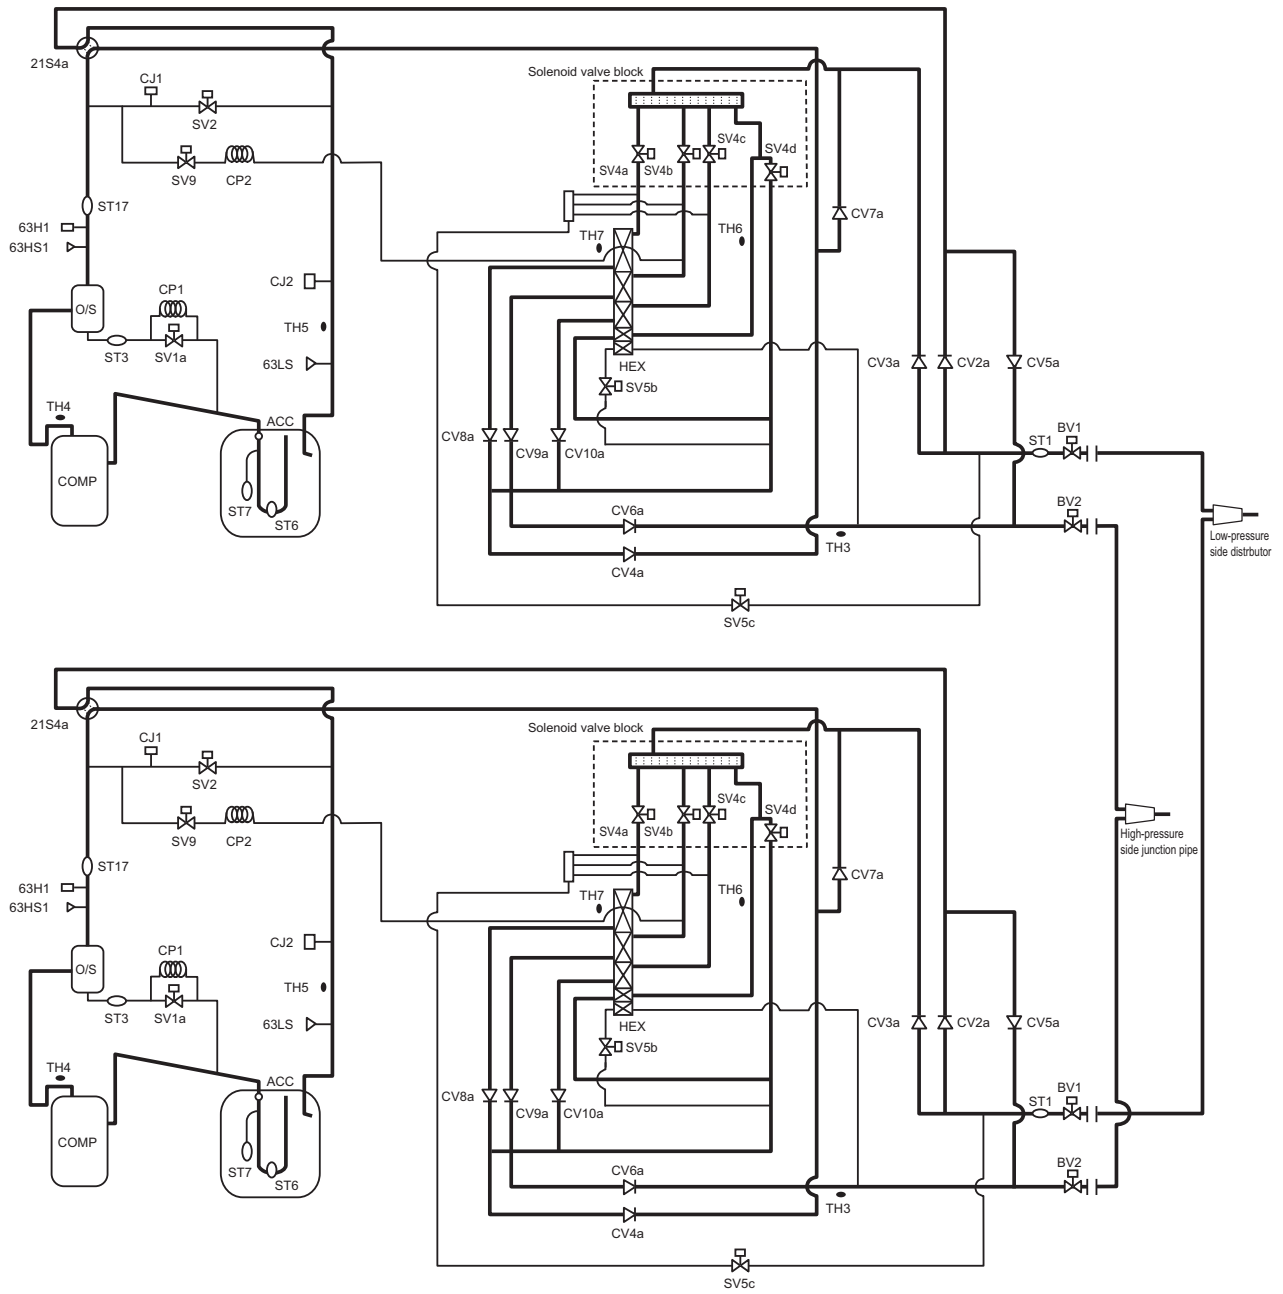 21S4a
CJ1
SV2
SV9
CP2
Solenoid valve block
SV4a
SV4b
SV4c
SV4d
ST17
63H1
63HS1
TH7
TH6
CV7a
CJ2
CP1
O/S
TH5
ST3
SV1a
63LS
HEX
SV5b
CV3a
CV2a
CV5a
TH4
ACC
CV8a
CV9a
CV10a
ST1
BV1
COMP
ST7
ST6
CV6a
BV2
TH3
CV4a
Low-pressure
side distrbutor
SV5c
21S4a
CJ1
SV2
SV9
CP2
Solenoid valve block
SV4a
SV4b
SV4c
SV4d
High-pressure
side junction pipe
ST17
63H1
63HS1
TH7
TH6
CV7a
CJ2
CP1
O/S
TH5
ST3
SV1a
63LS
HEX
SV5b
CV3a
CV2a
CV5a
TH4
ACC
CV8a
CV9a
CV10a
ST1
BV1
COMP
ST7
ST6
CV6a
BV2
TH3
CV4a
SV5c